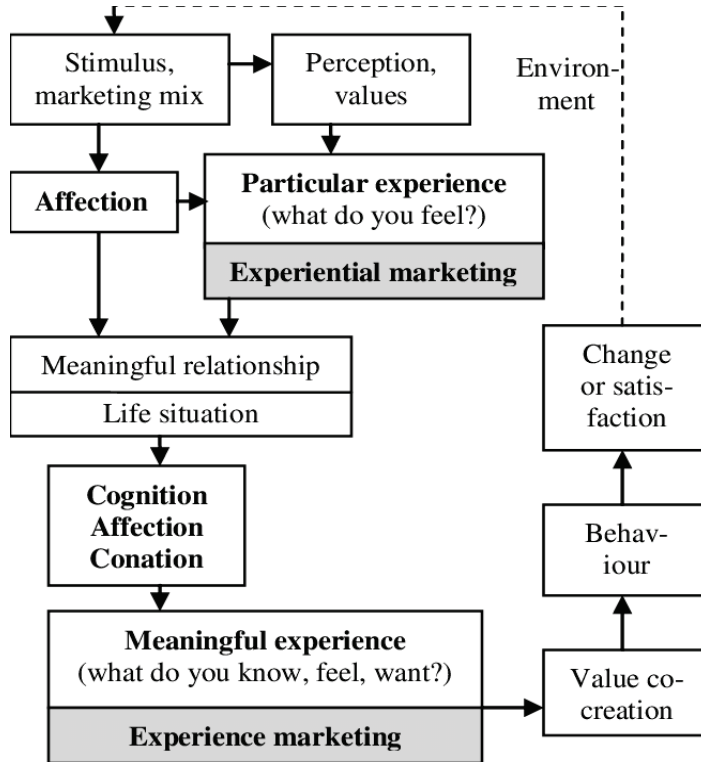 Stimulus,
marketing mix
Perception,
values
Environ-
ment
Affection
Particular experience
(what do you feel?)
Experiential marketing
Meaningful relationship
Life situation
Change
or satis-
faction
Cognition
Affection
Conation
Behav-
iour
Meaningful experience
(what do you know, feel, want?)
Experience marketing
Value co-
creation